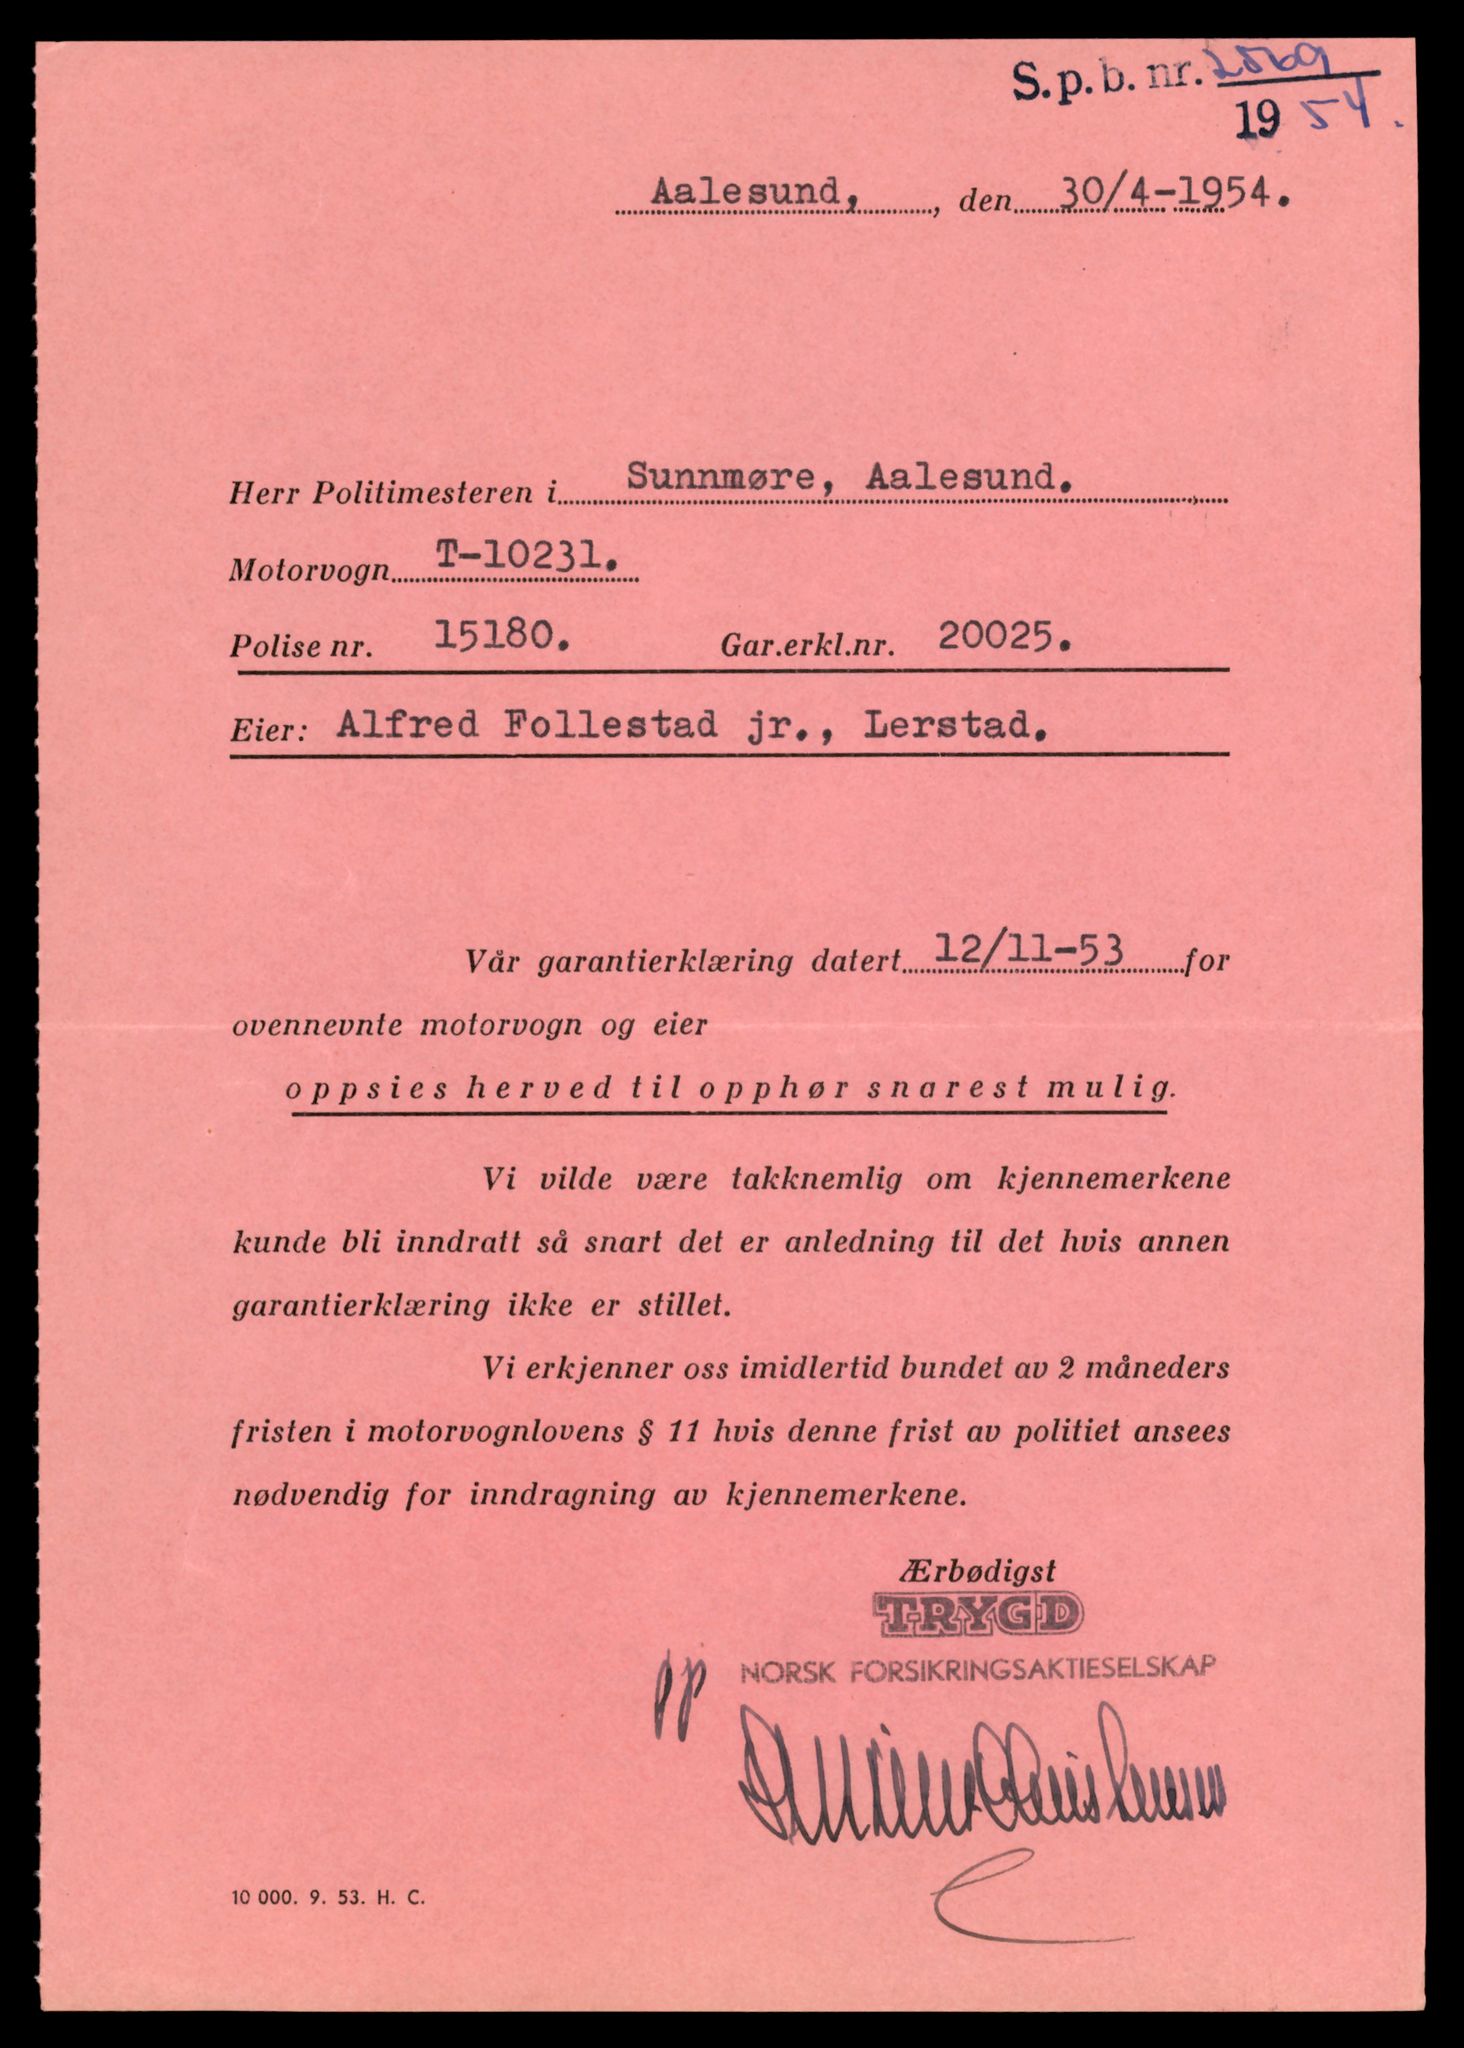 S.p.b. nr. 2869
1954.
Aalesund, , den 30/4-1954.
Herr Politimesteren i Sunnmøre, Aalesund.
Motorvogn T-10231.
Polise nr. 15180. Gar.erkl.nr. 20025.
Eier: Alfred Follestad jr., Lerstad.
Vår garantierklæring datert 12/11-53 for
ovennevnte motorvogn og eier
oppsies herved til opphør snarest mulig.
Vi vilde være takknemlig om kjennemerkene
kunde bli inndratt så snart det er anledning til det hvis annen
garantierklæring ikke er stillet.
Vi erkjenner oss imidlertid bundet av 2 måneders
fristen i motorvognlovens § 11 hvis denne frist av politiet ansees
nødvendig for inndragning av kjennemerkene.
Ærbødigst
TRYGD
pp NORSK FORSIKRINGSAKTIESELSKAP
10 000. 9. 53. H. C.